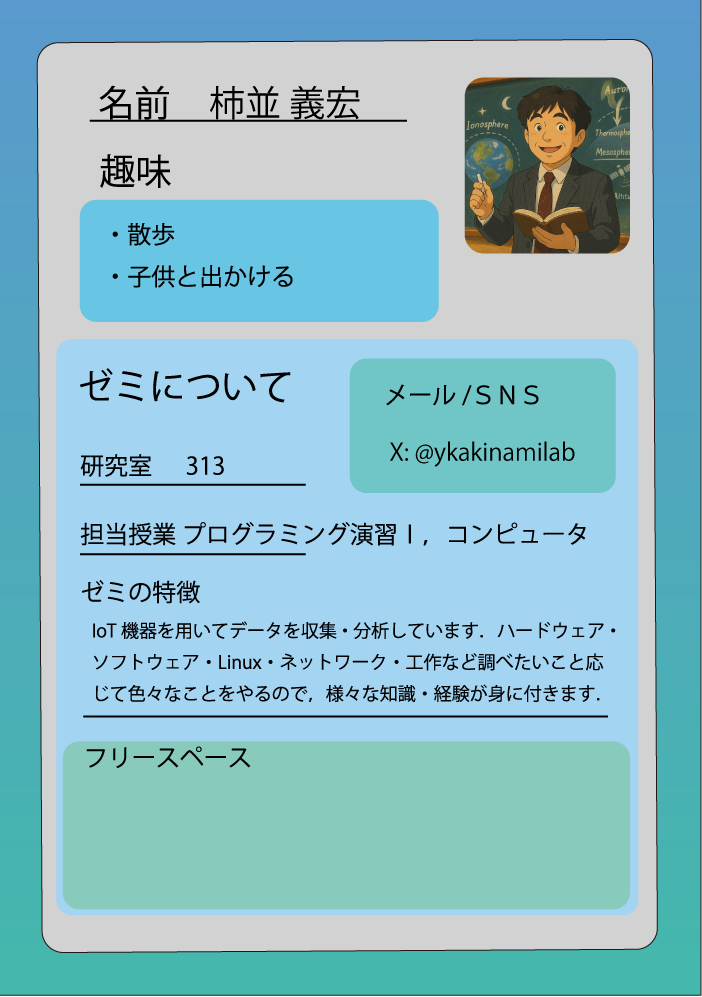 名前 柿並 義宏
趣味
・散歩
・子供と出かける
Ionosphere
Mesosphe
ゼミについて
メール /ＳＮＳ
X: @ykakinamilab
研究室 313
担当授業 プログラミング演習Ⅰ，コンピュータ
ゼミの特徴
IoT 機器を用いてデータを収集・分析しています．ハードウェア・
ソフトウェア・Linux・ネットワーク・工作など調べたいこと応
じて色々なことをやるので，様々な知識・経験が身に付きます．
フリースペース